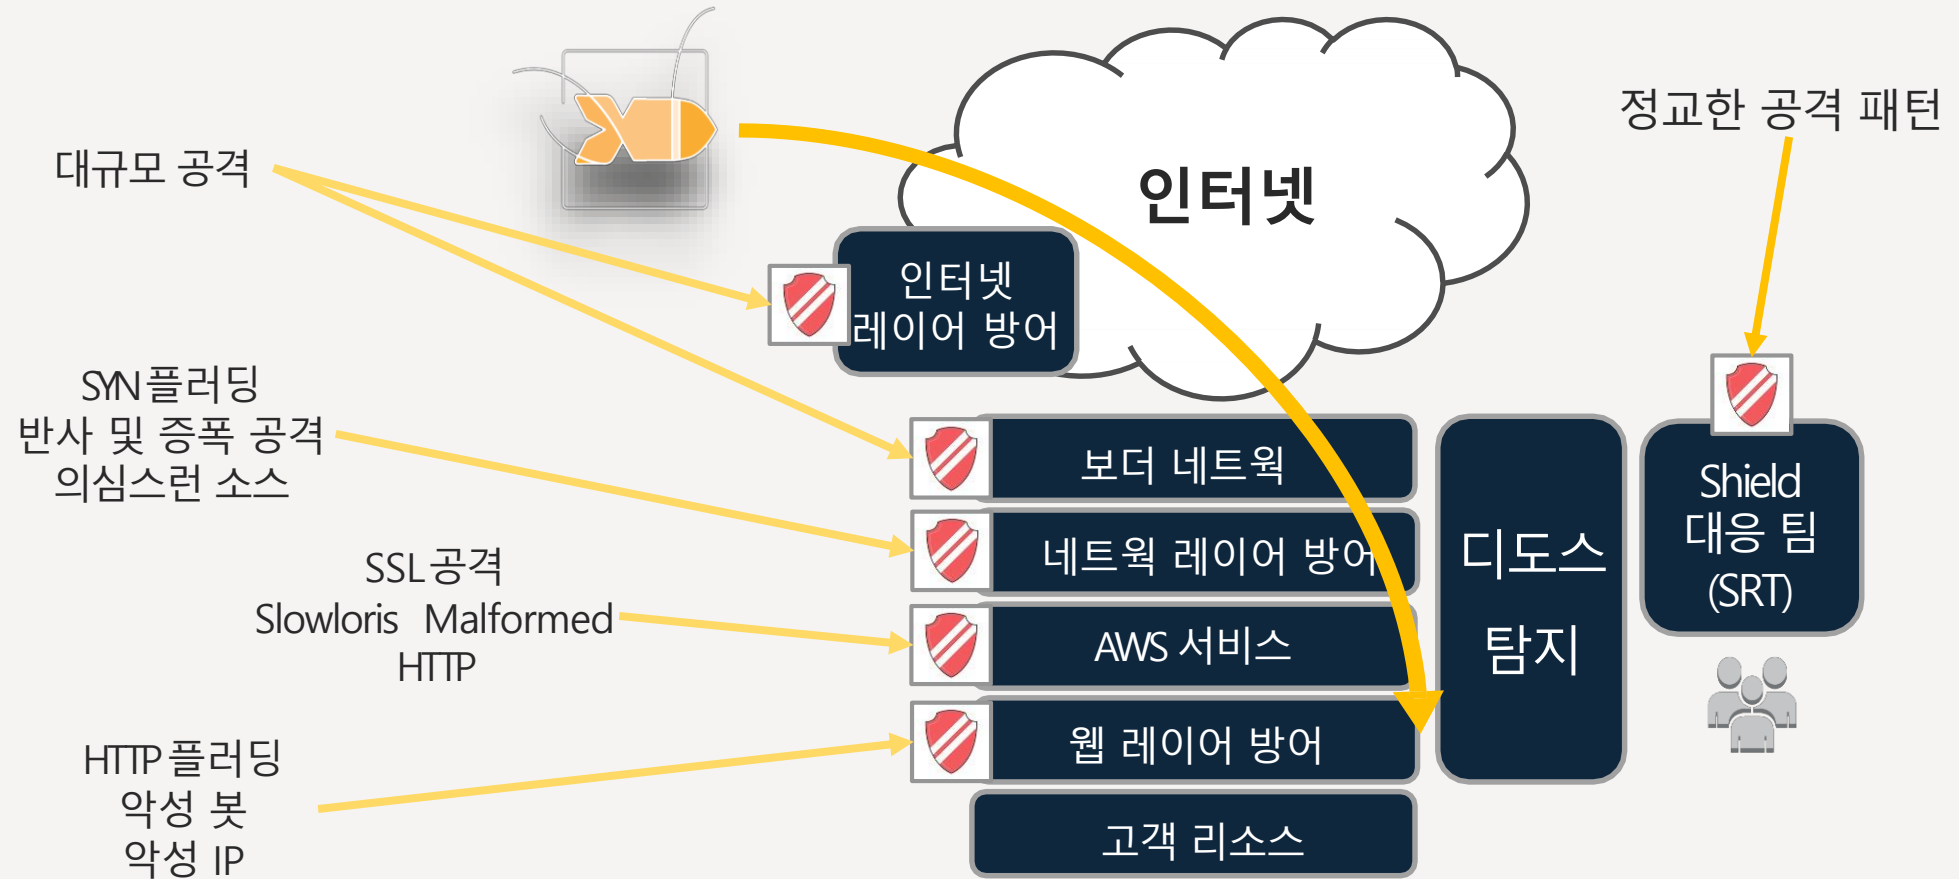 정교한 공격 패턴
대규모 공격
인터넷
인터넷
레이어 방어
SYN 플러딩
반사 및 증폭 공격
의심스런 소스
보더 네트웍
네트웍 레이어 방어
SSL 공격
Slowloris Malformed
HTTP
AWS 서비스
HTTP 플러딩
악성 봇
악성 IP
웹 레이어 방어
고객 리소스
디도스
탐지
Shield
대응 팀
(SRT)